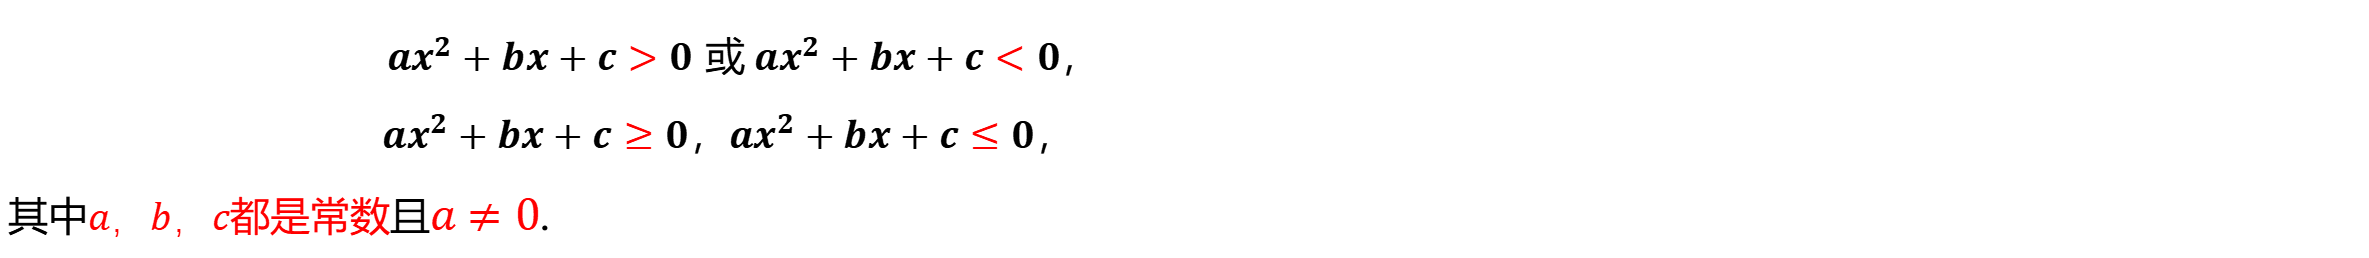 ax² + bx + c > 0 或 ax² + bx + c < 0，
ax² + bx + c ≥ 0，ax² + bx + c ≤ 0，
其中a，b，c都是常数且a ≠ 0.